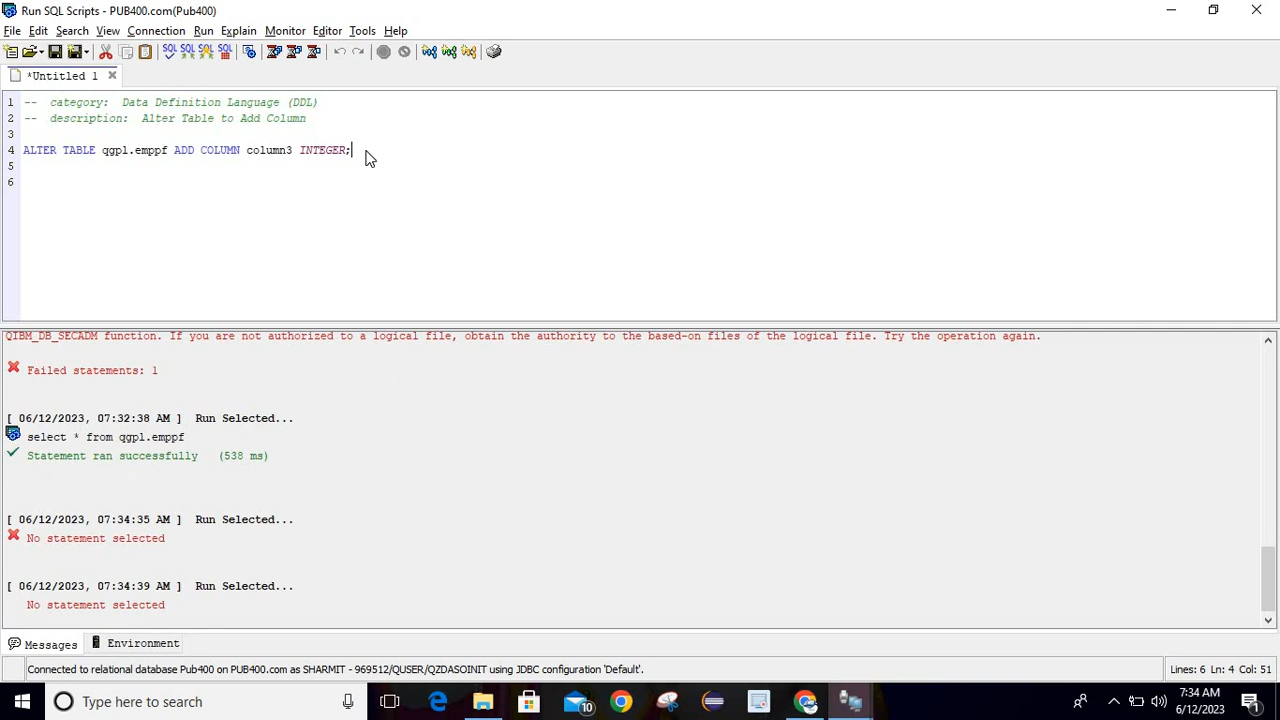 Run SQL Scripts - PUB400.com(Pub400)
File Edit Search View Connection Run Explain Monitor Editor Tools Help
SQL SQL SQL SQL
*Untitled 1
1 -- category: Data Definition Language (DDL)
2 -- description: Alter Table to Add Column
3
4 ALTER TABLE qgpl.emppf ADD COLUMN column3 INTEGER;
5
6
QIBM_DB_SECADM function. If you are not authorized to a logical file, obtain the authority to the based-on files of the logical file. Try the operation again.
Failed statements: 1
[ 06/12/2023, 07:32:38 AM ] Run Selected...
select * from qgpl.emppf
Statement ran successfully (538 ms)
[ 06/12/2023, 07:34:35 AM ] Run Selected...
No statement selected
[ 06/12/2023, 07:34:39 AM ] Run Selected...
No statement selected
Messages Environment
Connected to relational database Pub400 on PUB400.com as SHARMIT - 969512/QUSER/QZDASOINIT using JDBC configuration 'Default'.
Lines: 6 Ln: 4 Col: 51
Type here to search
10
7:34 AM
6/12/2023
1